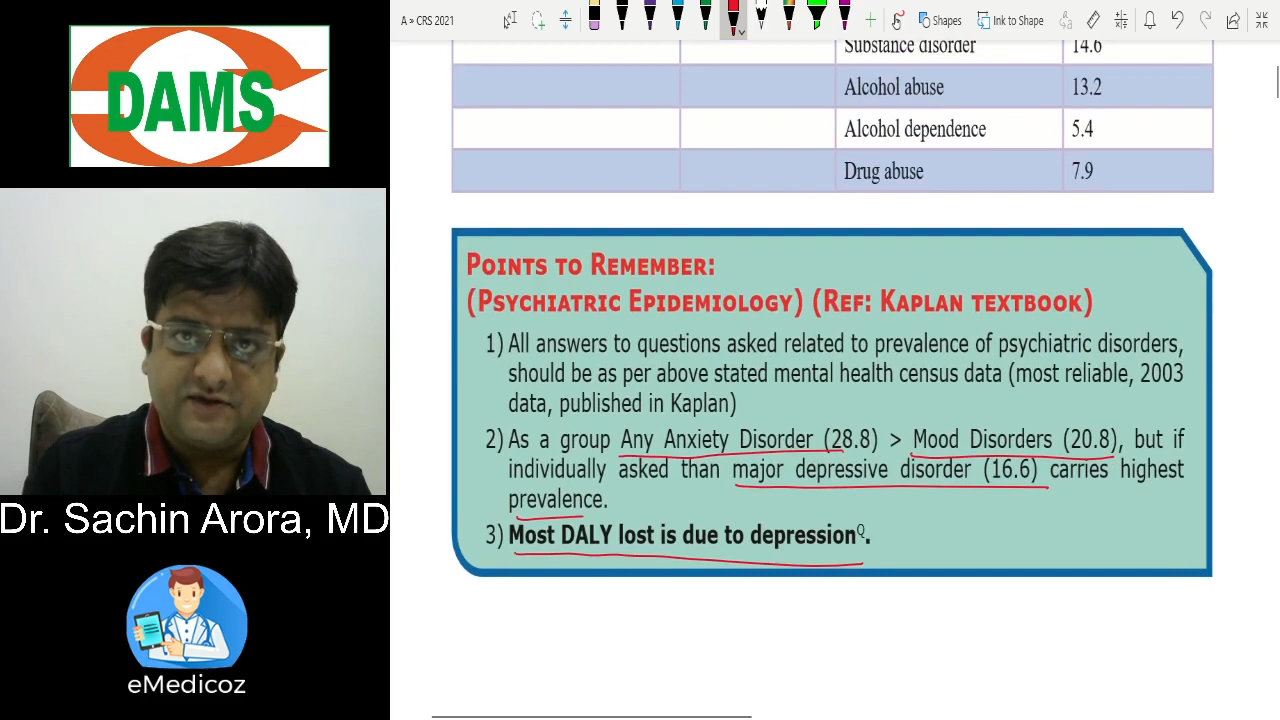 DAMS
A » CRS 2021
Shapes
Ink to Shape
Substance disorder 14.6
Alcohol abuse 13.2
Alcohol dependence 5.4
Drug abuse 7.9
Points to Remember:
(Psychiatric Epidemiology) (Ref: Kaplan textbook)
1) All answers to questions asked related to prevalence of psychiatric disorders,
should be as per above stated mental health census data (most reliable, 2003
data, published in Kaplan)
2) As a group Any Anxiety Disorder (28.8) > Mood Disorders (20.8), but if
individually asked than major depressive disorder (16.6) carries highest
prevalence.
3) Most DALY lost is due to depressionQ.
Dr. Sachin Arora, MD
eMedicoz